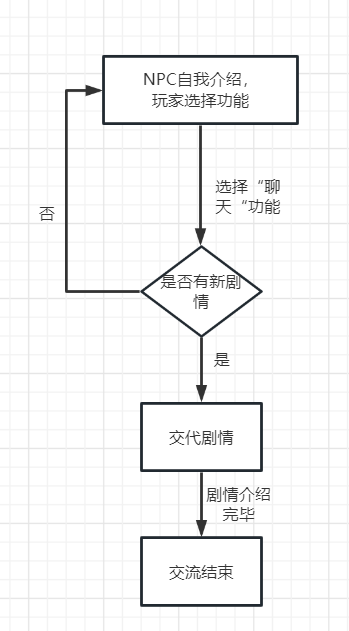 NPC自我介绍，
玩家选择功能
选择“聊
天“功能
否
是否有新剧
情
是
交代剧情
剧情介绍
完毕
交流结束